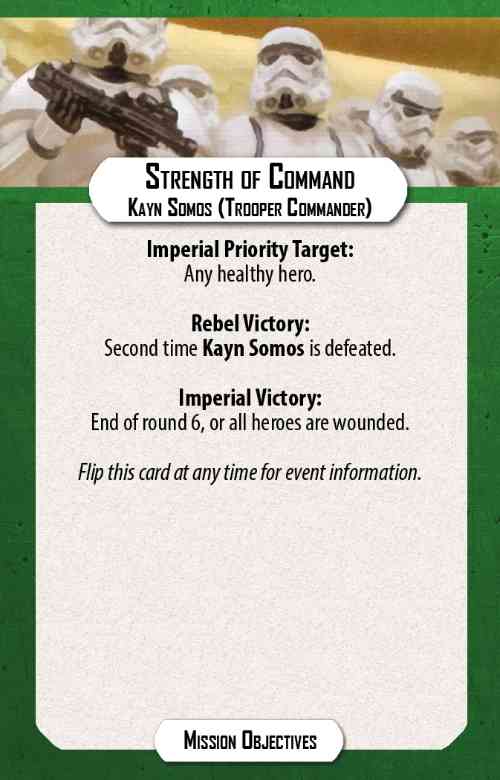 Strength of Command
Kayn Somos (Trooper Commander)
Imperial Priority Target:
Any healthy hero.
Rebel Victory:
Second time Kayn Somos is defeated.
Imperial Victory:
End of round 6, or all heroes are wounded.
Flip this card at any time for event information.
Mission Objectives